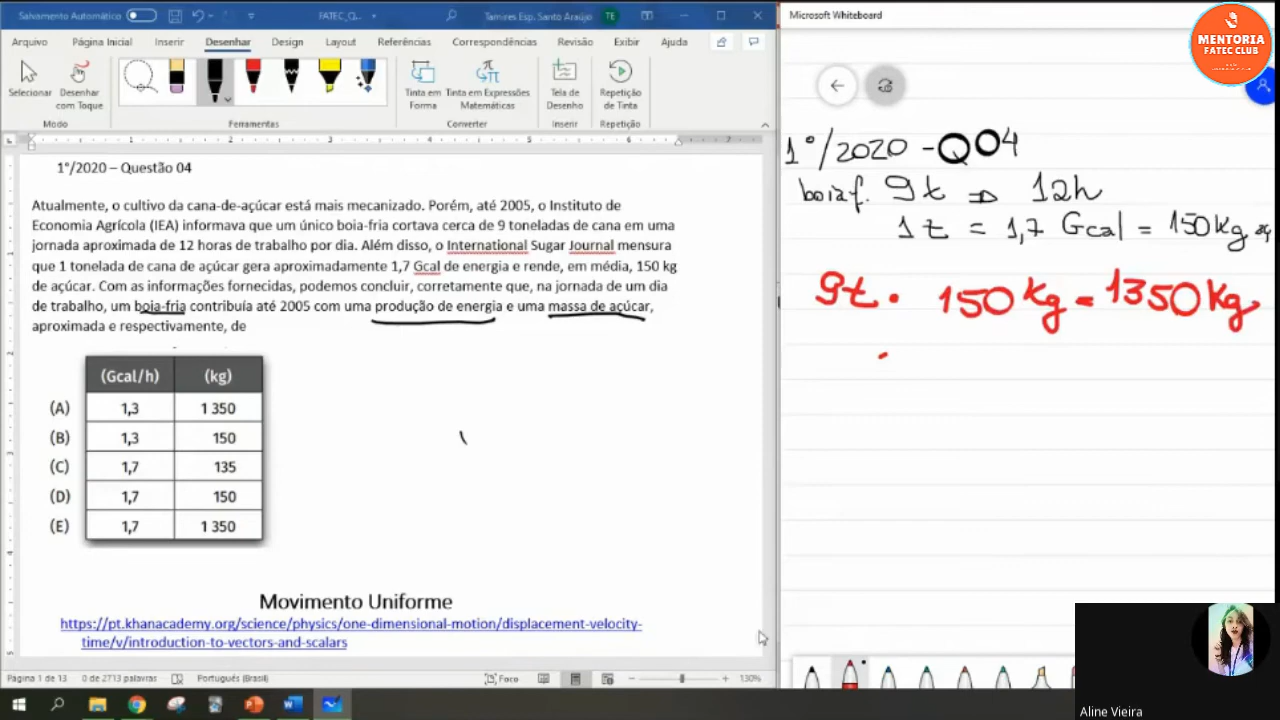 Salvamento Automático
FATEC_Q...
Tamires Esp. Santo Araújo
TE
Arquivo
Página Inicial
Inserir
Desenhar
Design
Layout
Referências
Correspondências
Revisão
Exibir
Ajuda
Selecionar
Desenhar com Toque
Tinta em Forma
Tinta em Expressões Matemáticas
Tela de Desenho
Repetição de Tinta
Modo
Ferramentas
Converter
Inserir
Repetição
1°/2020 – Questão 04
Atualmente, o cultivo da cana-de-açúcar está mais mecanizado. Porém, até 2005, o Instituto de
Economia Agrícola (IEA) informava que um único boia-fria cortava cerca de 9 toneladas de cana em uma
jornada aproximada de 12 horas de trabalho por dia. Além disso, o International Sugar Journal mensura
que 1 tonelada de cana de açúcar gera aproximadamente 1,7 Gcal de energia e rende, em média, 150 kg
de açúcar. Com as informações fornecidas, podemos concluir, corretamente que, na jornada de um dia
de trabalho, um boia-fria contribuía até 2005 com uma produção de energia e uma massa de açúcar,
aproximada e respectivamente, de
(Gcal/h) (kg)
(A) 1,3 1 350
(B) 1,3 150
(C) 1,7 135
(D) 1,7 150
(E) 1,7 1 350
Movimento Uniforme
https://pt.khanacademy.org/science/physics/one-dimensional-motion/displacement-velocity-
time/v/introduction-to-vectors-and-scalars
Página 1 de 13
0 de 2713 palavras
Português (Brasil)
Foco
130%
Microsoft Whiteboard
MENTORIA
FATEC CLUB
1°/2020 - Q04
boiaf. 9t ⇒ 12h
1t = 1,7 Gcal = 150Kg
9t. 150 Kg = 1350 Kg
Aline Vieira